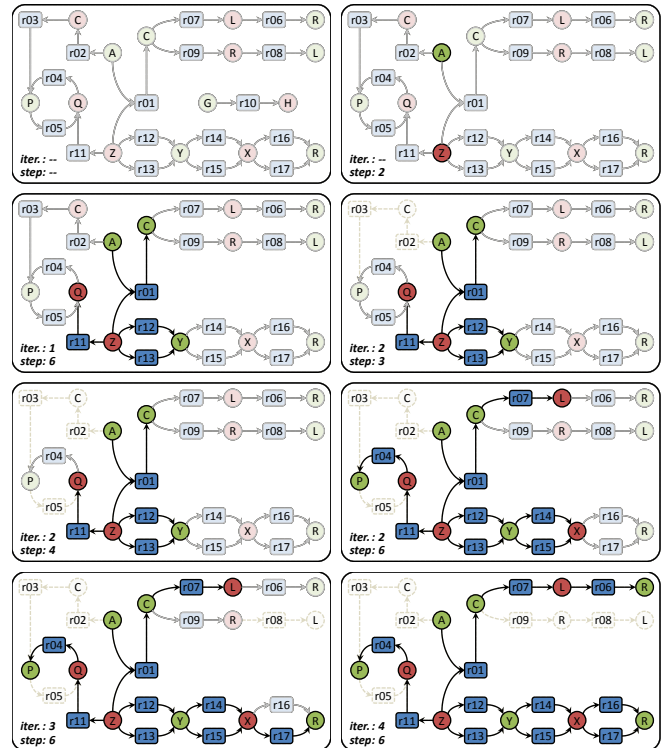 r03 C r07 L r06 R
r02 A C
r04 r09 R r08 L
P Q r01 G r10 H
r05
r12 r14 r16
r11 Z Y X R
iter.: -- r13 r15 r17
step: --
r03 C r07 L r06 R
r02 A C
r04 r09 R r08 L
P Q r01
r05
r12 r14 r16
r11 Z Y X R
iter.: -- r13 r15 r17
step: 2
r03 C r07 L r06 R
r02 A C
r04 r09 R r08 L
P Q r01
r05
r12 r14 r16
r11 Z Y X R
iter.: 1 r13 r15 r17
step: 6
r03 C r07 L r06 R
r02 A C
r04 r09 R r08 L
P Q r01
r05
r12 r14 r16
r11 Z Y X R
iter.: 2 r13 r15 r17
step: 3
r03 C r07 L r06 R
r02 A C
r04 r09 R r08 L
P Q r01
r05
r12 r14 r16
r11 Z Y X R
iter.: 2 r13 r15 r17
step: 4
r03 C r07 L r06 R
r02 A C
r04 r09 R r08 L
P Q r01
r05
r12 r14 r16
r11 Z Y X R
iter.: 2 r13 r15 r17
step: 6
r03 C r07 L r06 R
r02 A C
r04 r09 R r08 L
P Q r01
r05
r12 r14 r16
r11 Z Y X R
iter.: 3 r13 r15 r17
step: 6
r03 C r07 L r06 R
r02 A C
r04 r09 R r08 L
P Q r01
r05
r12 r14 r16
r11 Z Y X R
iter.: 4 r13 r15 r17
step: 6